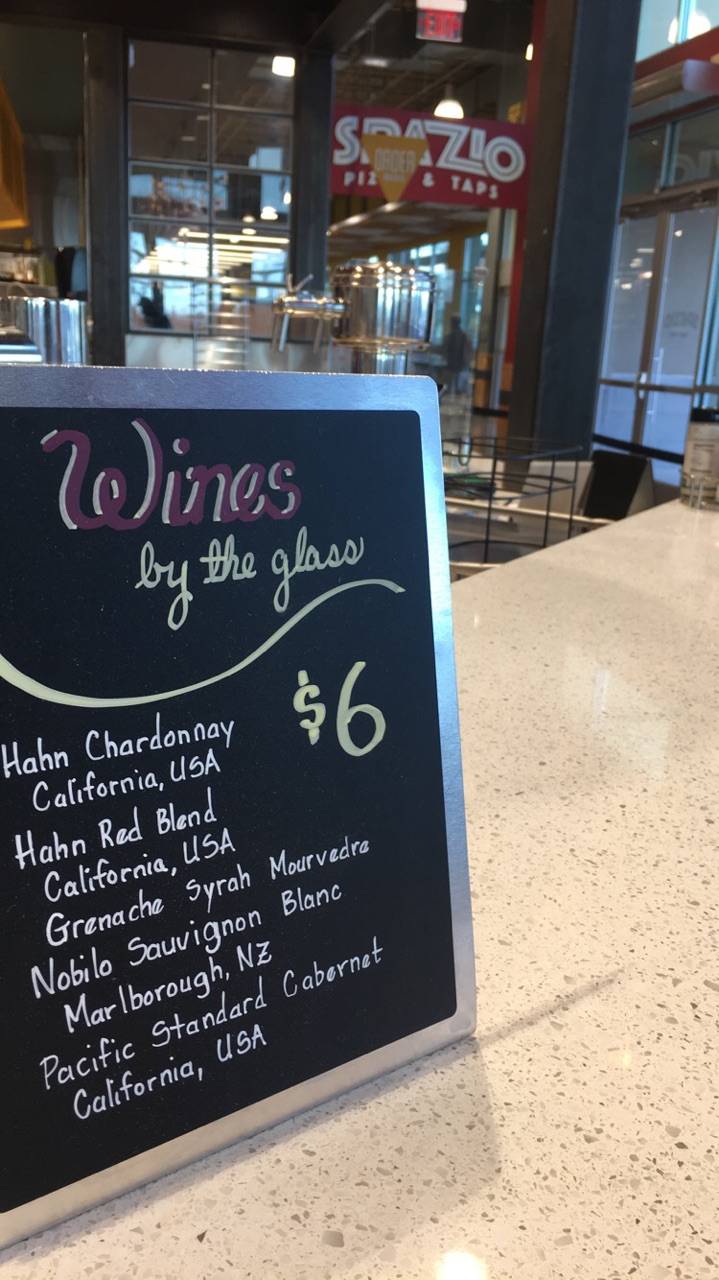 EXIT
SPAZIO
ORDER
& TAPS
Wines
by the glass
$6
Hahn Chardonnay
California, USA
Hahn Red Blend
California, USA
Grenache Syrah Mourvedre
Nobilo Sauvignon Blanc
Marlborough, NZ
Pacific Standard Cabernet
California, USA